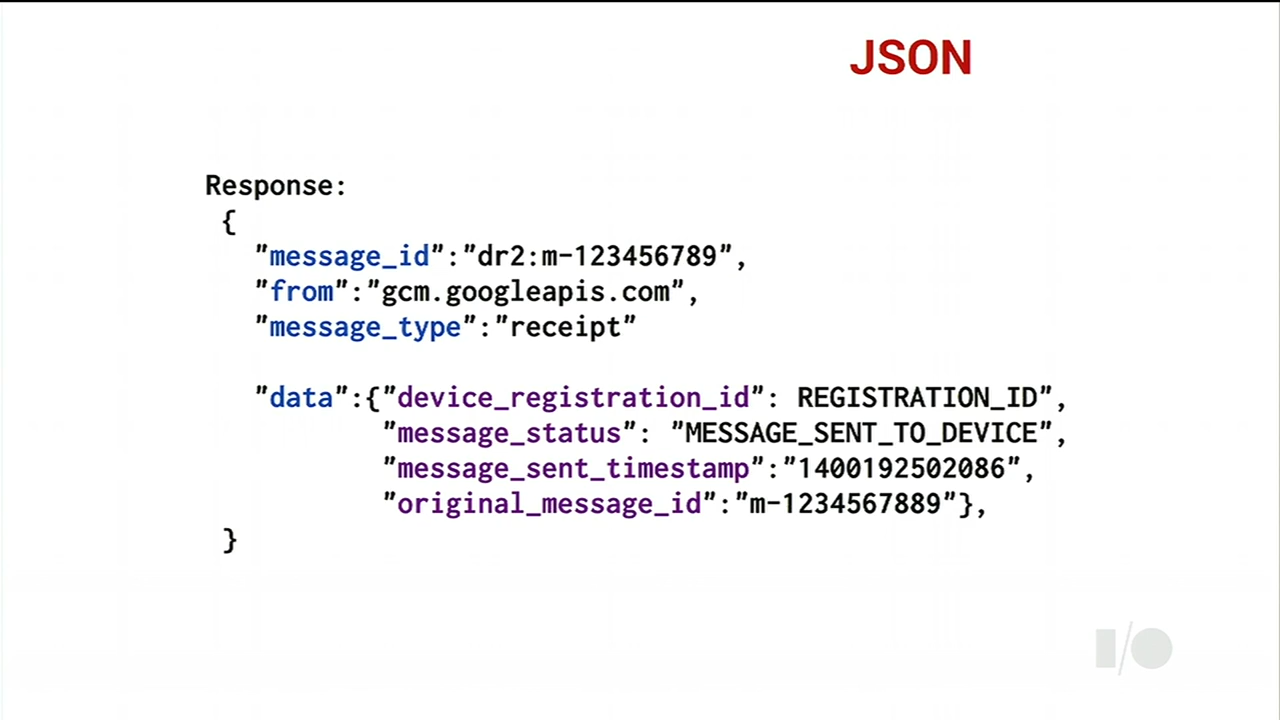 JSON
Response:
{
"message_id":"dr2:m-123456789",
"from":"gcm.googleapis.com",
"message_type":"receipt"
"data":{"device_registration_id": REGISTRATION_ID",
"message_status": "MESSAGE_SENT_TO_DEVICE",
"message_sent_timestamp":"1400192502086",
"original_message_id":"m-1234567889"},
}
I/O